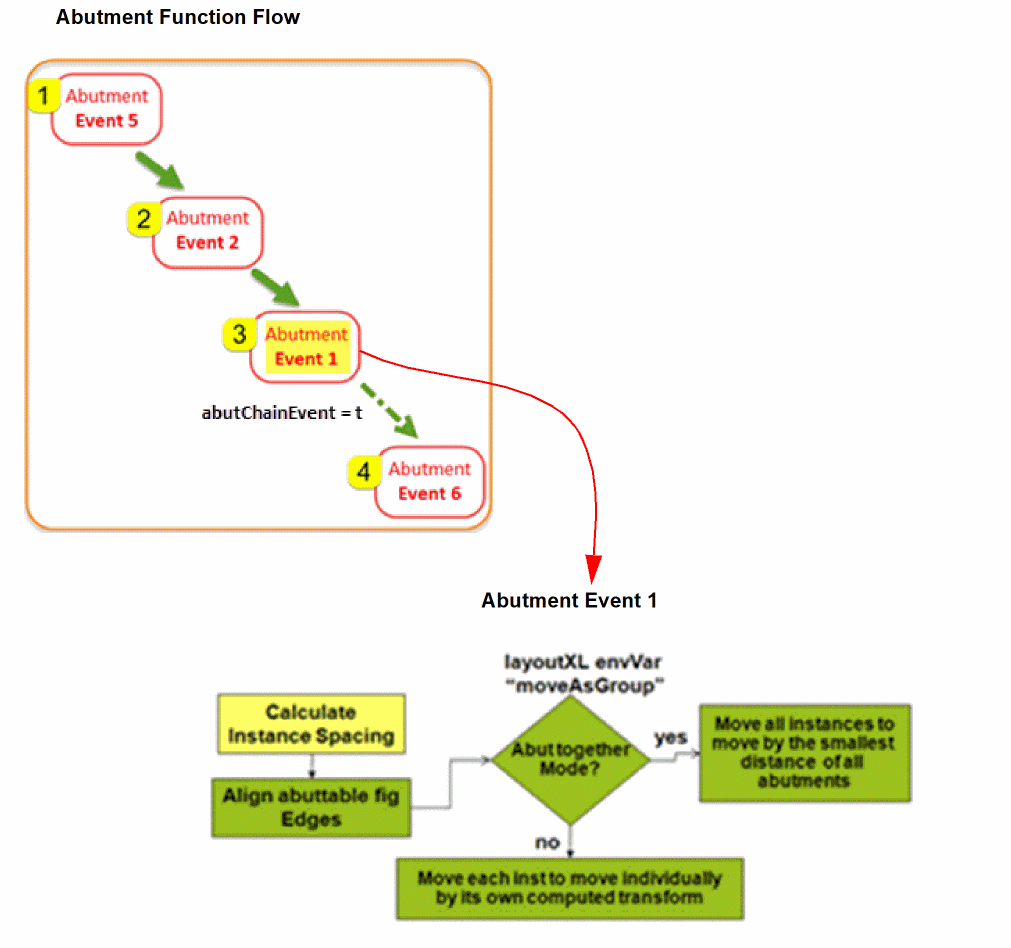 Abutment Function Flow
1
Abutment
Event 5
2
Abutment
Event 2
3
Abutment
Event 1
abutChainEvent = t
4
Abutment
Event 6
Abutment Event 1
layoutXL envVar
"moveAsGroup"
Calculate
Instance Spacing
Align abuttable fig
Edges
Abut together
Mode?
yes
Move all instances to
move by the smallest
distance of all
abutments
no
Move each inst to move individually
by its own computed transform